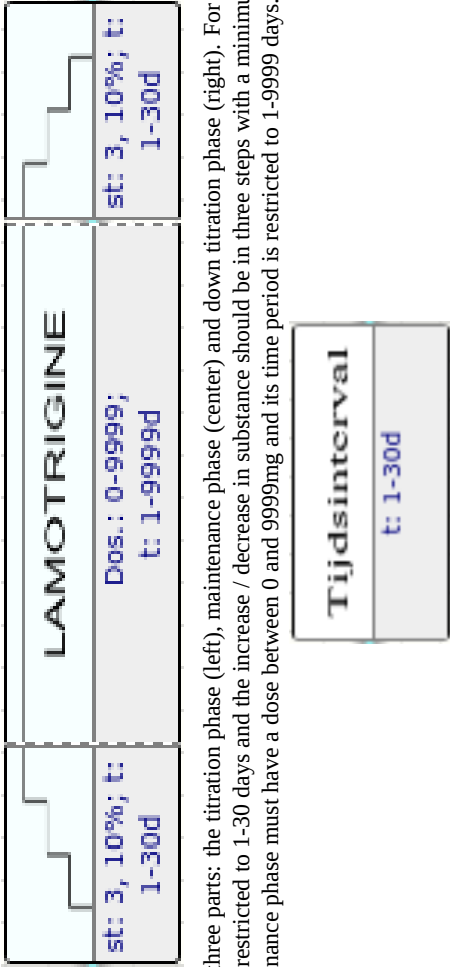 LAMOTRIGINE
st: 3, 10%; t:
1-30d
Dos.: 0-9999;
t: 1-9999d
st: 3, 10%; t:
1-30d
three parts: the titration phase (left), maintenance phase (center) and down titration phase (right). For
restricted to 1-30 days and the increase / decrease in substance should be in three steps with a minimu
nance phase must have a dose between 0 and 9999mg and its time period is restricted to 1-9999 days.
Tijdsinterval
t: 1-30d